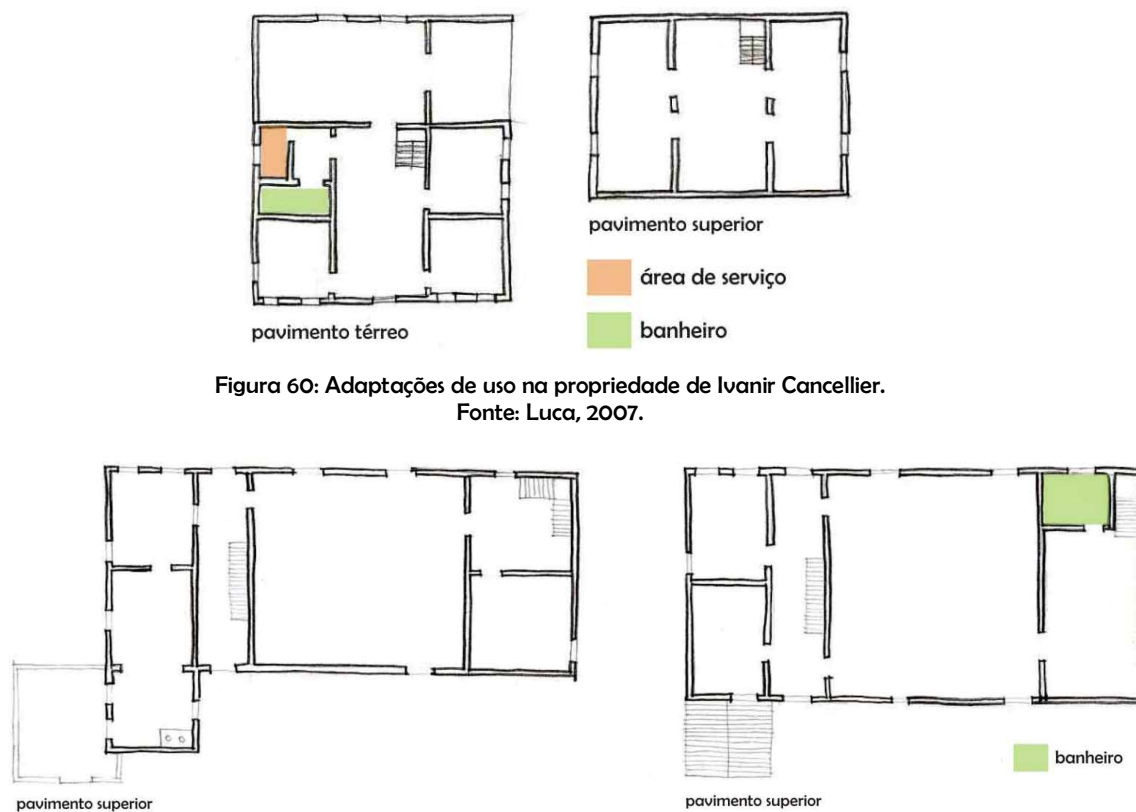 pavimento superior
área de serviço
banheiro
pavimento térreo
Figura 60: Adaptações de uso na propriedade de Ivanir Cancellier.
Fonte: Luca, 2007.
banheiro
pavimento superior
pavimento superior